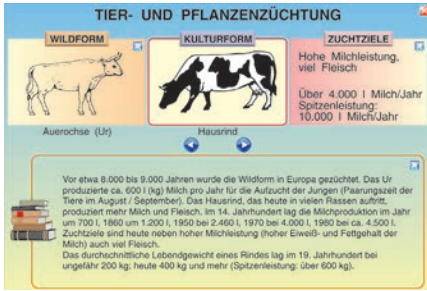 TIER- UND PFLANZENZÜCHTUNG
WILDFORM
KULTURFORM
ZUCHTZIELE
Hohe Milchleistung,
viel Fleisch
Über 4.000 l Milch/Jahr
Spitzenleistung:
10.000 l Milch/Jahr
Auerochse (Ur)
Hausrind
Vor etwa 8.000 bis 9.000 Jahren wurde die Wildform in Europa gezüchtet. Das Ur
produzierte ca. 600 l (kg) Milch pro Jahr für die Aufzucht der Jungen (Paarungszeit der
Tiere im August / September). Das Hausrind, das heute in vielen Rassen auftritt,
produziert mehr Milch und Fleisch. Im 14. Jahrhundert lag die Milchproduktion im Jahr
um 700 l, 1860 um 1.200 l, 1950 bei 2.460 l, 1970 bei 4.000 l, 1980 bei ca. 4.500 l.
Zuchtziele sind heute neben hoher Milchleistung (hoher Eiweiß- und Fettgehalt der
Milch) auch viel Fleisch.
Das durchschnittliche Lebendgewicht eines Rindes lag im 19. Jahrhundert bei
ungefähr 200 kg; heute 400 kg und mehr (Spitzenleistung: über 600 kg).